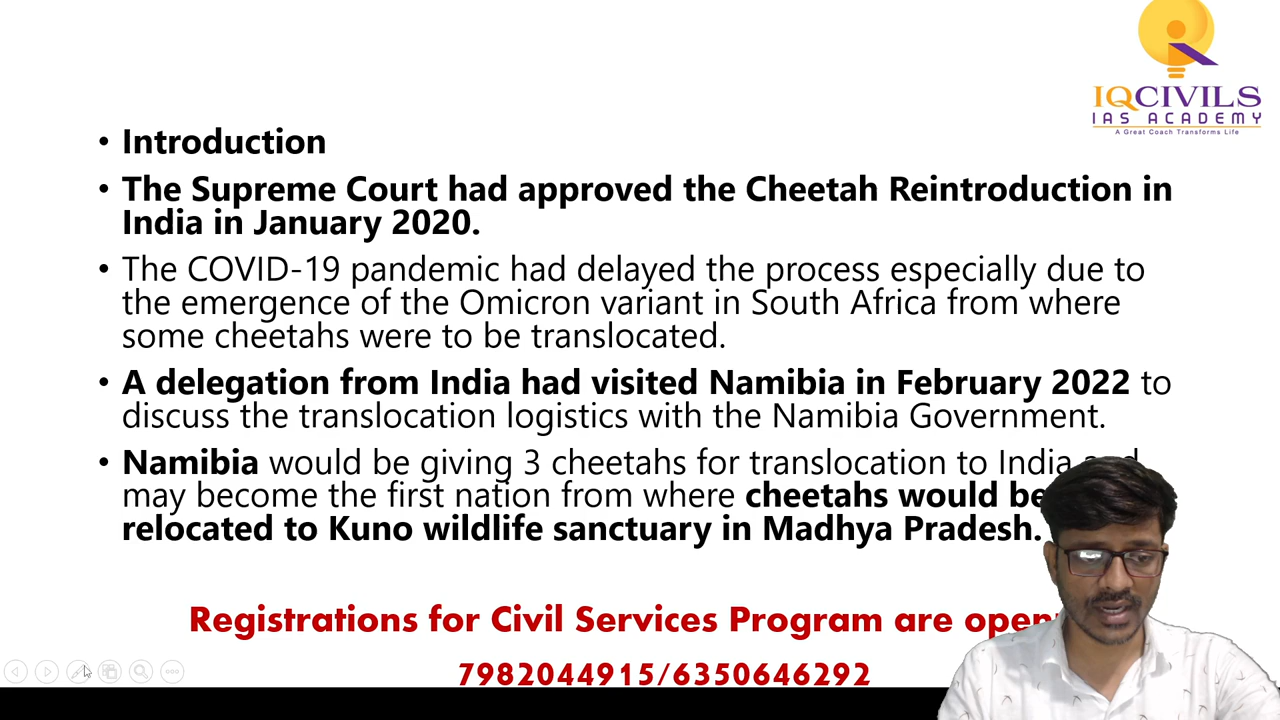 IQCIVILS
IAS ACADEMY
A Great Coach Transforms Life
• Introduction
• The Supreme Court had approved the Cheetah Reintroduction in
India in January 2020.
• The COVID-19 pandemic had delayed the process especially due to
the emergence of the Omicron variant in South Africa from where
some cheetahs were to be translocated.
• A delegation from India had visited Namibia in February 2022 to
discuss the translocation logistics with the Namibia Government.
• Namibia would be giving 3 cheetahs for translocation to India and
may become the first nation from where cheetahs would be
relocated to Kuno wildlife sanctuary in Madhya Pradesh.
Registrations for Civil Services Program are open
7982044915/6350646292